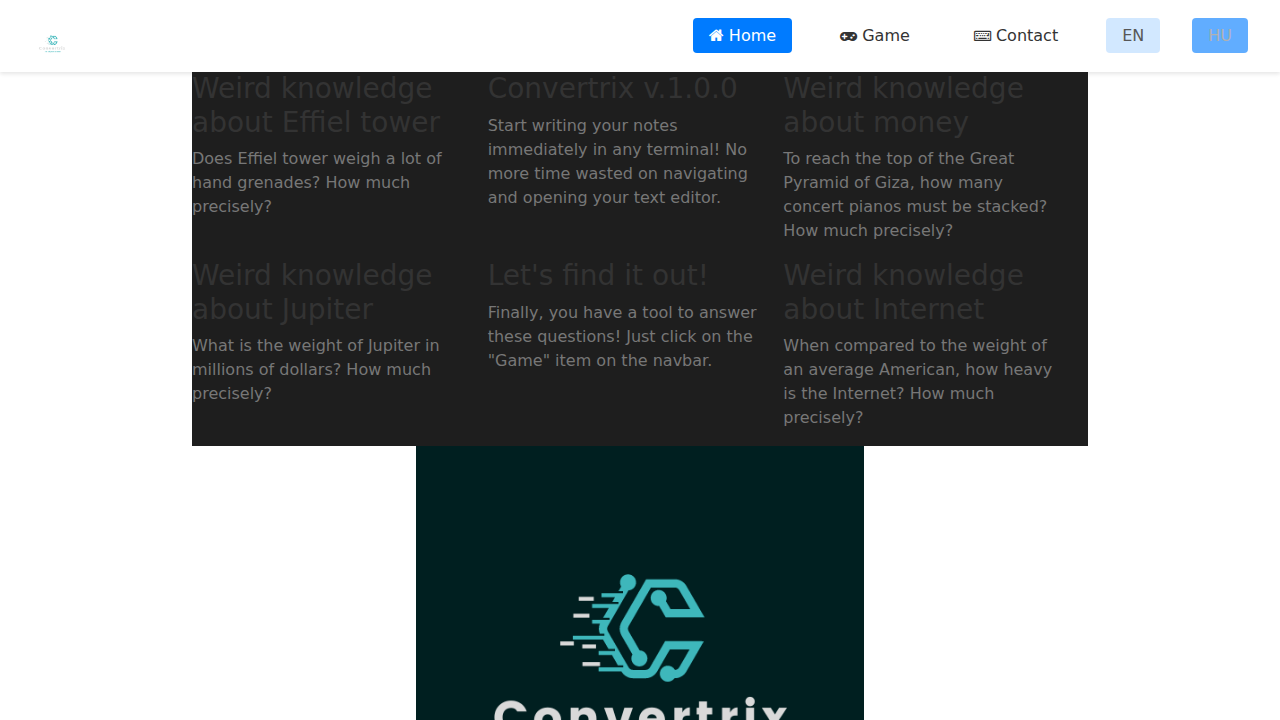 Home
Game
Contact
EN
HU
Weird knowledge
about Effiel tower
Does Effiel tower weigh a lot of
hand grenades? How much
precisely?
Convertrix v.1.0.0
Start writing your notes
immediately in any terminal! No
more time wasted on navigating
and opening your text editor.
Weird knowledge
about money
To reach the top of the Great
Pyramid of Giza, how many
concert pianos must be stacked?
How much precisely?
Weird knowledge
about Jupiter
What is the weight of Jupiter in
millions of dollars? How much
precisely?
Let's find it out!
Finally, you have a tool to answer
these questions! Just click on the
"Game" item on the navbar.
Weird knowledge
about Internet
When compared to the weight of
an average American, how heavy
is the Internet? How much
precisely?
Convertrix